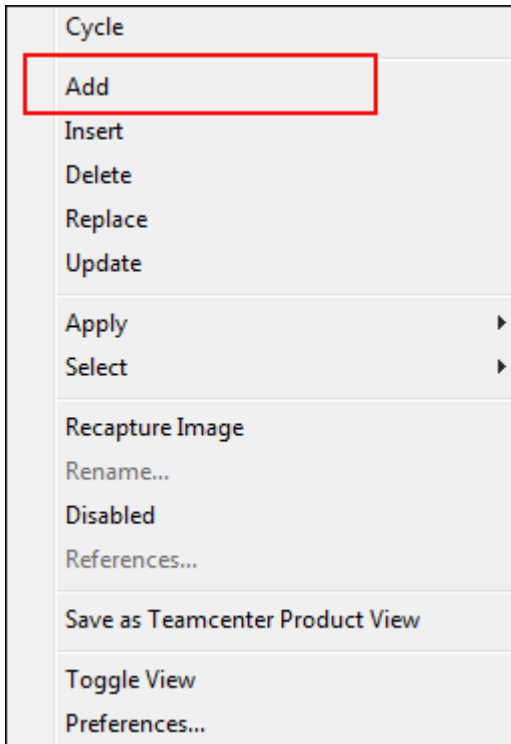 Cycle
Add
Insert
Delete
Replace
Update
Apply
Select
Recapture Image
Rename...
Disabled
References...
Save as Teamcenter Product View
Toggle View
Preferences...